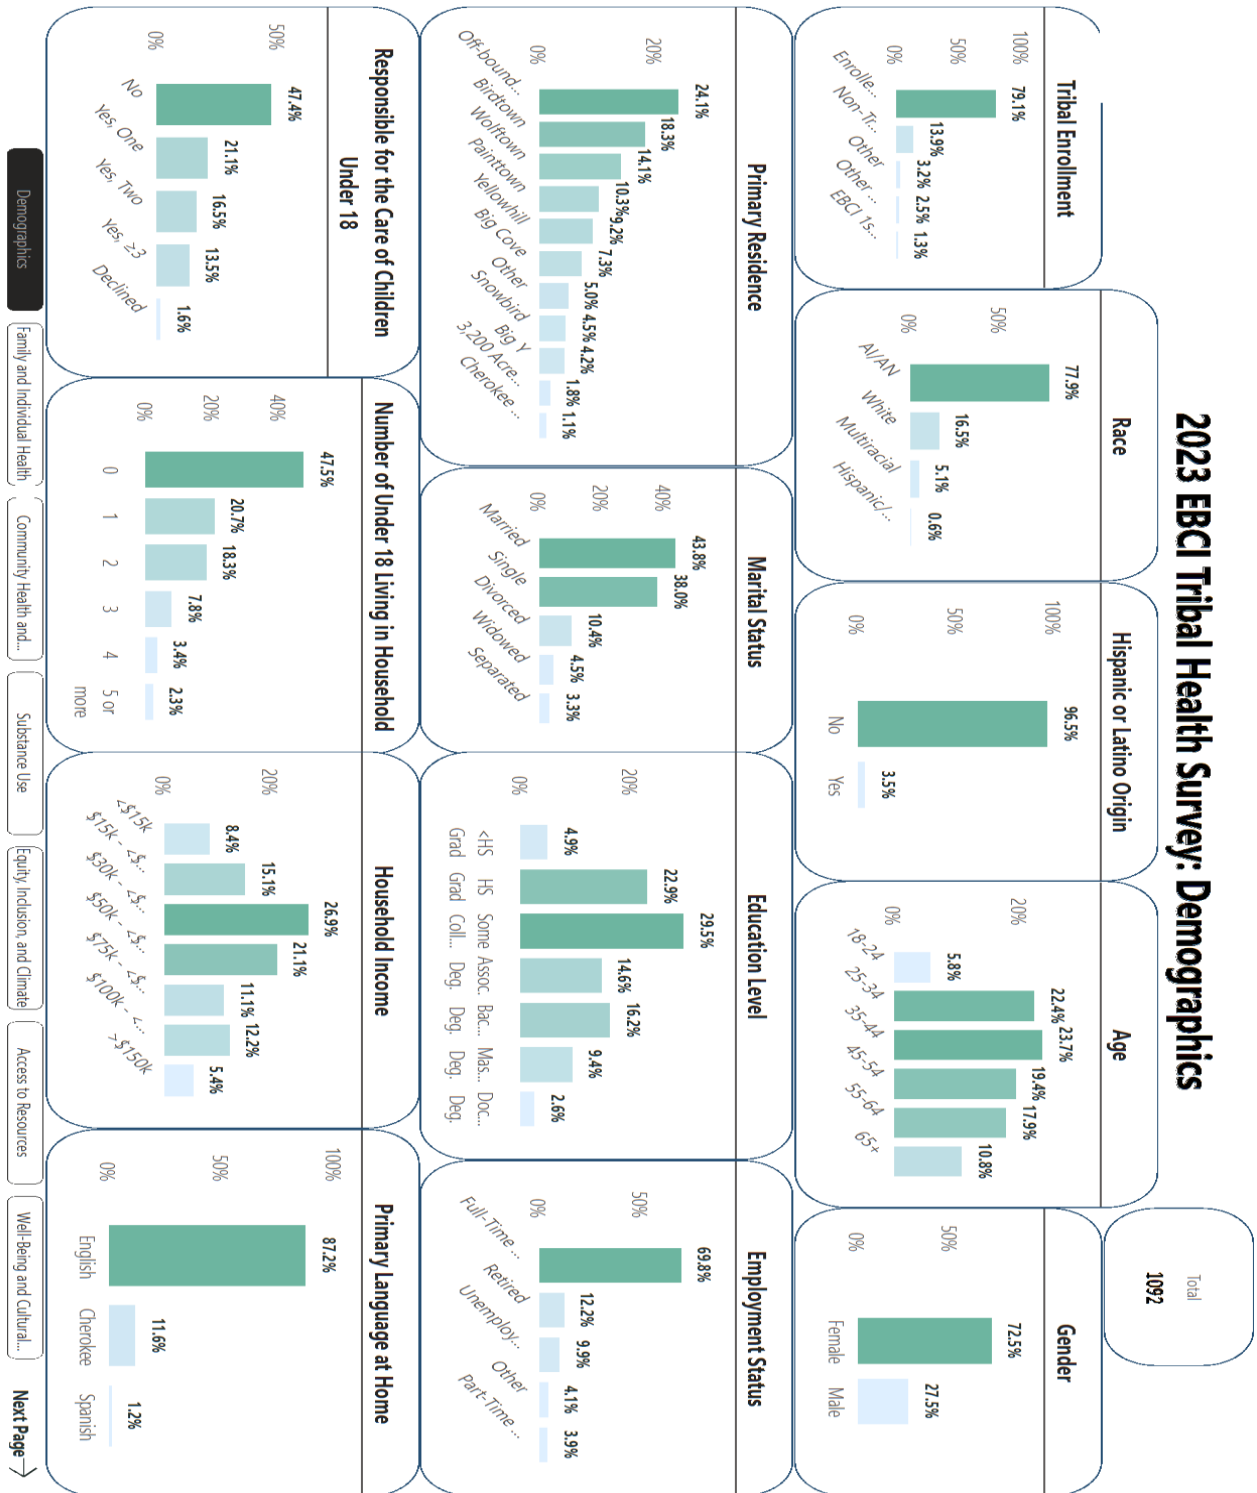 2023 EBCI Tribal Health Survey: Demographics
Total
1092
Tribal Enrollment
100%
50%
0%
79.1%
13.9%
3.2%
2.5%
1.3%
Enrolle...
Non-Tr...
Other
Other ...
EBCI 1s...
Race
50%
0%
77.9%
16.5%
5.1%
0.6%
AI/AN
White
Multiracial
Hispanic/...
Hispanic or Latino Origin
100%
50%
0%
96.5%
3.5%
No
Yes
Age
20%
0%
5.8%
22.4%
23.7%
19.4%
17.9%
10.8%
18-24
25-34
35-44
45-54
55-64
65+
Gender
50%
0%
72.5%
27.5%
Female
Male
Primary Residence
20%
0%
24.1%
18.3%
14.1%
10.3%
9.2%
7.3%
5.0%
4.5%
4.2%
1.8%
1.1%
Off-bound...
Birdtown
Wolftown
Painttown
Yellowhill
Big Cove
Other
Snowbird
Big Y
3,200 Acre...
Cherokee ...
Marital Status
40%
20%
0%
43.8%
38.0%
10.4%
4.5%
3.3%
Married
Single
Divorced
Widowed
Separated
Education Level
20%
0%
4.9%
22.9%
29.5%
14.6%
16.2%
9.4%
2.6%
<HS Grad
HS Grad
Some Coll...
Assoc. Deg.
Bac... Deg.
Mas... Deg.
Doc... Deg.
Employment Status
50%
0%
69.8%
12.2%
9.9%
4.1%
3.9%
Full-Time ...
Retired
Unemploy...
Other
Part-Time ...
Responsible for the Care of Children
Under 18
50%
0%
47.4%
21.1%
16.5%
13.5%
1.6%
No
Yes, One
Yes, Two
Yes, ≥3
Declined
Number of Under 18 Living in Household
40%
20%
0%
47.5%
20.7%
18.3%
7.8%
3.4%
2.3%
0
1
2
3
4
5 or
more
Household Income
20%
0%
8.4%
15.1%
26.9%
21.1%
11.1%
12.2%
5.4%
<$15k
$15k - <$...
$30k - <$...
$50k - <$...
$75k - <$...
$100k - <...
>$150k
Primary Language at Home
100%
50%
0%
87.2%
11.6%
1.2%
English
Cherokee
Spanish
Demographics
Family and Individual Health
Community Health and...
Substance Use
Equity, Inclusion, and Climate
Access to Resources
Well-Being and Cultural...
Next Page